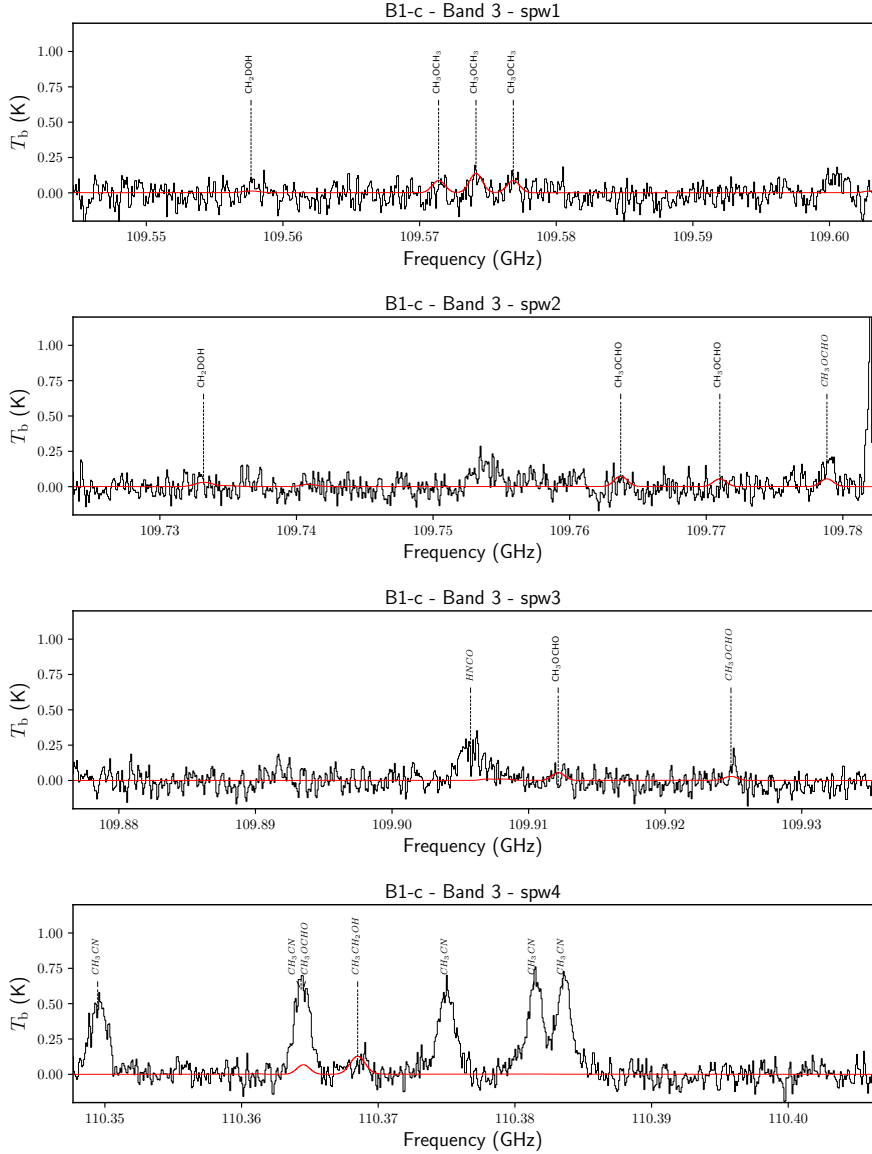 B1-c - Band 3 - spw1
CH₂DOH
CH₃OCH₃
CH₃OCH₃
CH₃OCH₃
T_b (K)
1.00
0.75
0.50
0.25
0.00
109.55
109.56
109.57
109.58
109.59
109.60
Frequency (GHz)
B1-c - Band 3 - spw2
CH₂DOH
CH₃OCHO
CH₃OCHO
CH₃OCHO
T_b (K)
1.00
0.75
0.50
0.25
0.00
109.73
109.74
109.75
109.76
109.77
109.78
Frequency (GHz)
B1-c - Band 3 - spw3
HNCO
CH₃OCHO
CH₃OCHO
T_b (K)
1.00
0.75
0.50
0.25
0.00
109.88
109.89
109.90
109.91
109.92
109.93
Frequency (GHz)
B1-c - Band 3 - spw4
CH₃CN
CH₃CN
CH₃OCHO
CH₃CH₂OH
CH₃CN
CH₃CN
CH₃CN
T_b (K)
1.00
0.75
0.50
0.25
0.00
110.35
110.36
110.37
110.38
110.39
110.40
Frequency (GHz)